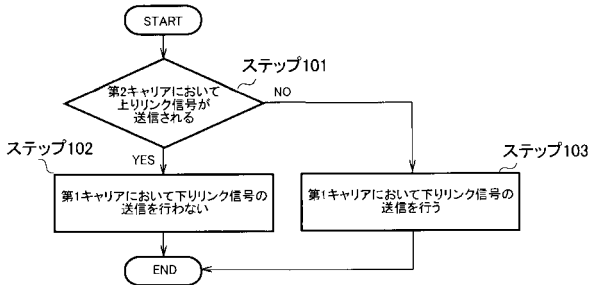 START
ステップ101
第2キャリアにおいて
上りリンク信号が
送信される
NO
YES
ステップ102
ステップ103
第1キャリアにおいて下りリンク信号の
送信を行わない
第1キャリアにおいて下りリンク信号の
送信を行う
END